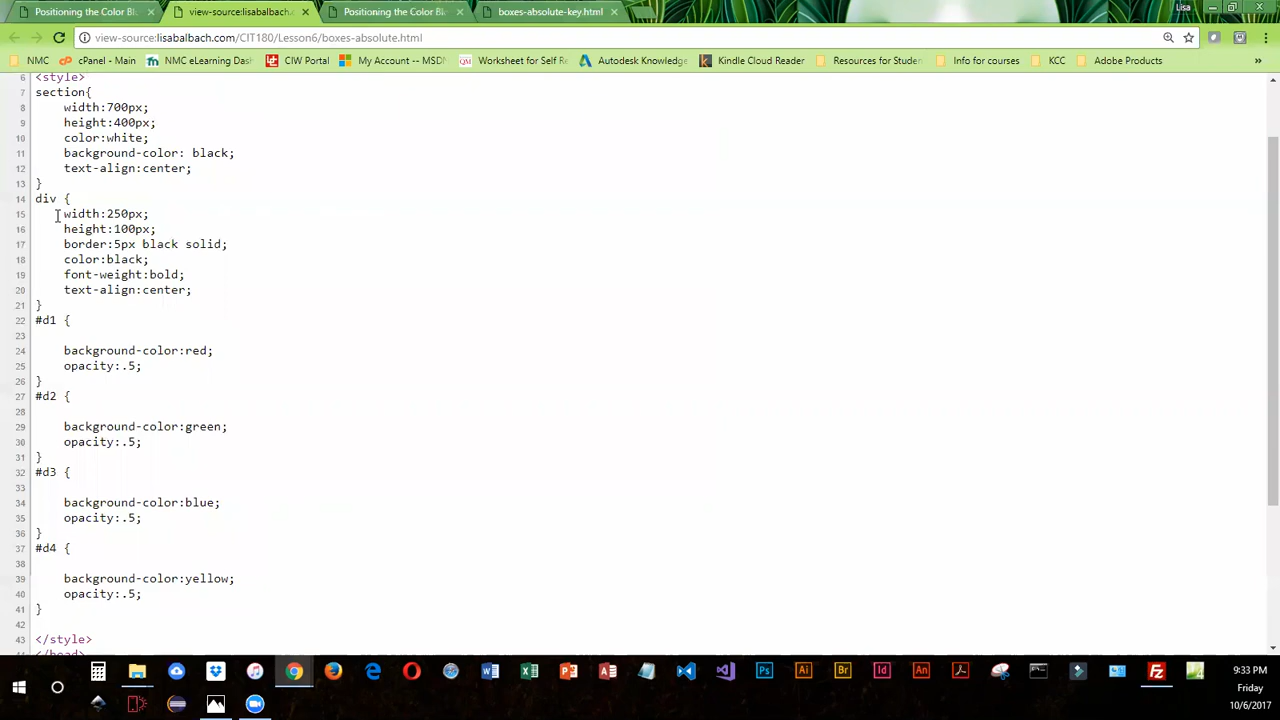 Positioning the Color Blo
view-source:lisabalbach.c
Positioning the Color Blo
boxes-absolute-key.html
Lisa
view-source:lisabalbach.com/CIT180/Lesson6/boxes-absolute.html
NMC
cPanel - Main
NMC eLearning Dash
CIW Portal
My Account -- MSDN
Worksheet for Self Re
Autodesk Knowledge
Kindle Cloud Reader
Resources for Studen
Info for courses
KCC
Adobe Products
»
6 <style>
7 section{
8 width:700px;
9 height:400px;
10 color:white;
11 background-color: black;
12 text-align:center;
13 }
14 div {
15 width:250px;
16 height:100px;
17 border:5px black solid;
18 color:black;
19 font-weight:bold;
20 text-align:center;
21 }
22 #d1 {
23
24 background-color:red;
25 opacity:.5;
26 }
27 #d2 {
28
29 background-color:green;
30 opacity:.5;
31 }
32 #d3 {
33
34 background-color:blue;
35 opacity:.5;
36 }
37 #d4 {
38
39 background-color:yellow;
40 opacity:.5;
41 }
42
43 </style>
44 </head>
9:33 PM
Friday
10/6/2017